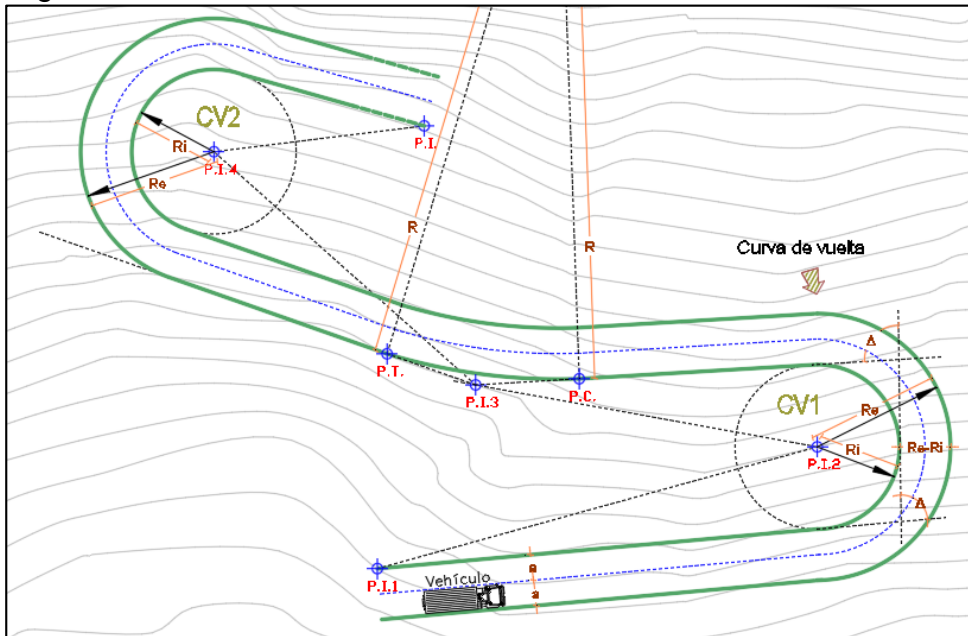 CV2
P.I.
Ri
P.I.4
Re
R
R
Curva de vuelta
Δ
P.T.
P.I.3
P.C.
CV1
Re
P.I.2
Ri
Re-Ri
Δ
P.I.1
Vehículo
a
a